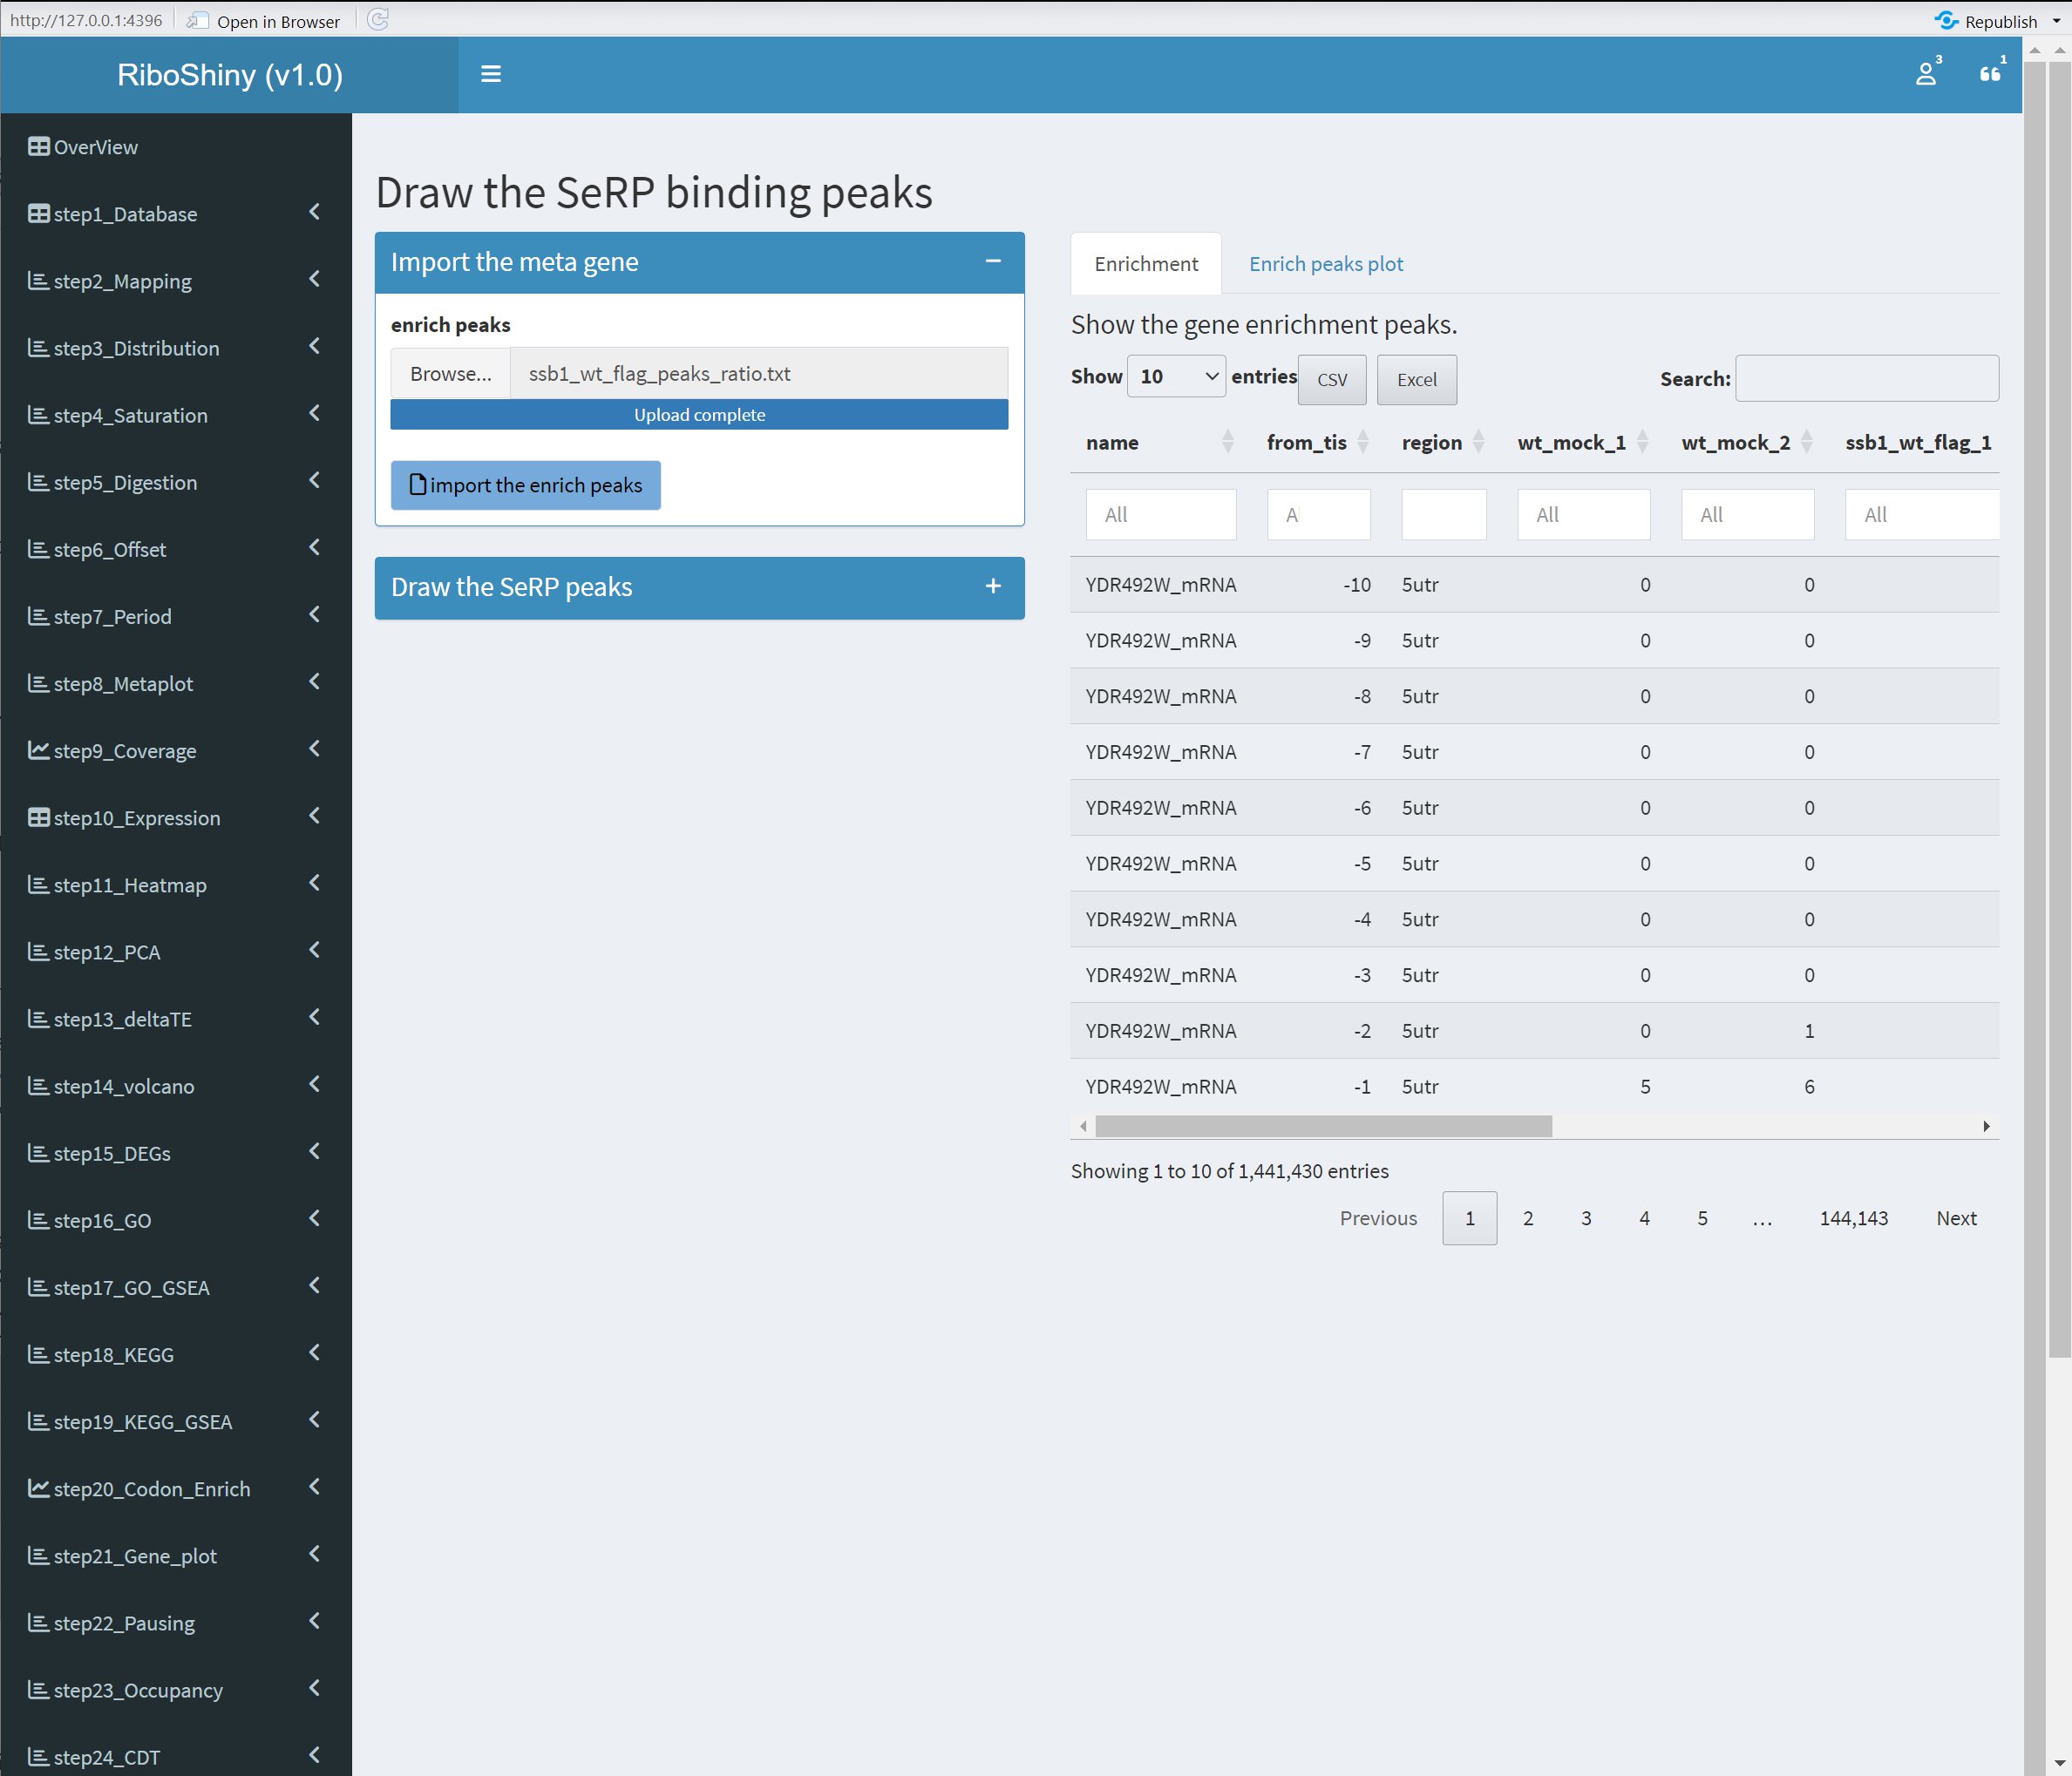 http://127.0.0.1:4396 Open in Browser Republish
RiboShiny (v1.0) 3 1
OverView
step1_Database
step2_Mapping
step3_Distribution
step4_Saturation
step5_Digestion
step6_Offset
step7_Period
step8_Metaplot
step9_Coverage
step10_Expression
step11_Heatmap
step12_PCA
step13_deltaTE
step14_volcano
step15_DEGs
step16_GO
step17_GO_GSEA
step18_KEGG
step19_KEGG_GSEA
step20_Codon_Enrich
step21_Gene_plot
step22_Pausing
step23_Occupancy
step24_CDT
Draw the SeRP binding peaks
Import the meta gene
enrich peaks
Browse... ssb1_wt_flag_peaks_ratio.txt
Upload complete
import the enrich peaks
Draw the SeRP peaks
Enrichment Enrich peaks plot
Show the gene enrichment peaks.
Show 10 entries CSV Excel Search:
name from_tis region wt_mock_1 wt_mock_2 ssb1_wt_flag_1
All A All All All
YDR492W_mRNA -10 5utr 0 0
YDR492W_mRNA -9 5utr 0 0
YDR492W_mRNA -8 5utr 0 0
YDR492W_mRNA -7 5utr 0 0
YDR492W_mRNA -6 5utr 0 0
YDR492W_mRNA -5 5utr 0 0
YDR492W_mRNA -4 5utr 0 0
YDR492W_mRNA -3 5utr 0 0
YDR492W_mRNA -2 5utr 0 1
YDR492W_mRNA -1 5utr 5 6
Showing 1 to 10 of 1,441,430 entries
Previous 1 2 3 4 5 … 144,143 Next